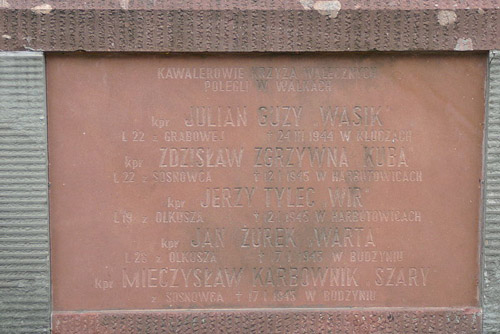 KAWALEROWIE KRZYŻA WALECZNYCH
POLEGLI W WALKACH
kpr JULIAN GUZY WASIK
L 22 z GRABOWEJ † 24 III 1944 W KLUCZACH
kpr ZDZISŁAW ZGRZYWNA KUBA
L 22 z SOSNOWCA † 12 I 1945 W HARBUTOWICACH
kpr JERZY TYLEC WIR
L 19 z OLKUSZA 1945 W HARBUTOWICACH
kpr JAN ŻUREK WARTA
L 26 z OLKUSZA 1945 W BUDZYNIU
kpr MIECZYSŁAW KARBOWNIK SZARY
z SOSNOWCA † 17 I 1945 W BUDZYNIU